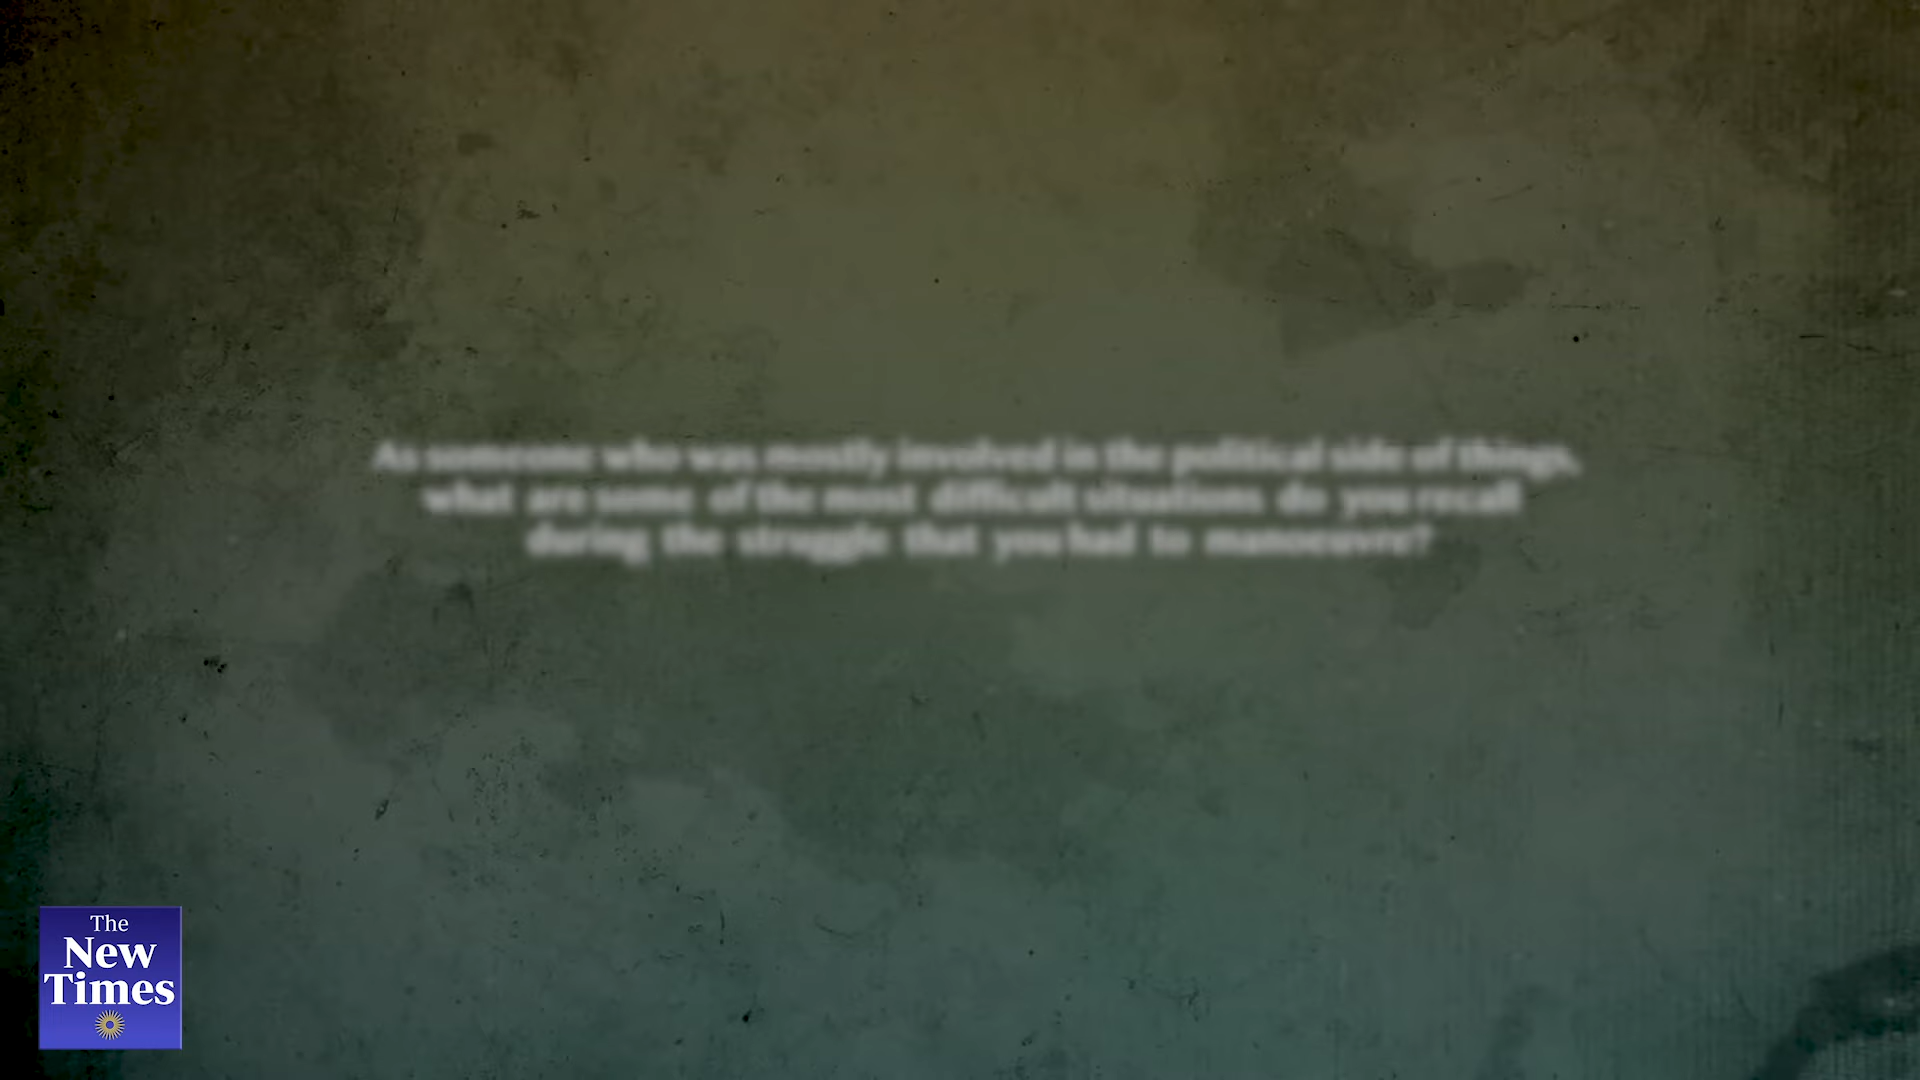 As someone who was mostly involved in the political side of things,
what are some of the most difficult situations do you recall
during the struggle that you had to manoeuvre?
The
New
Times